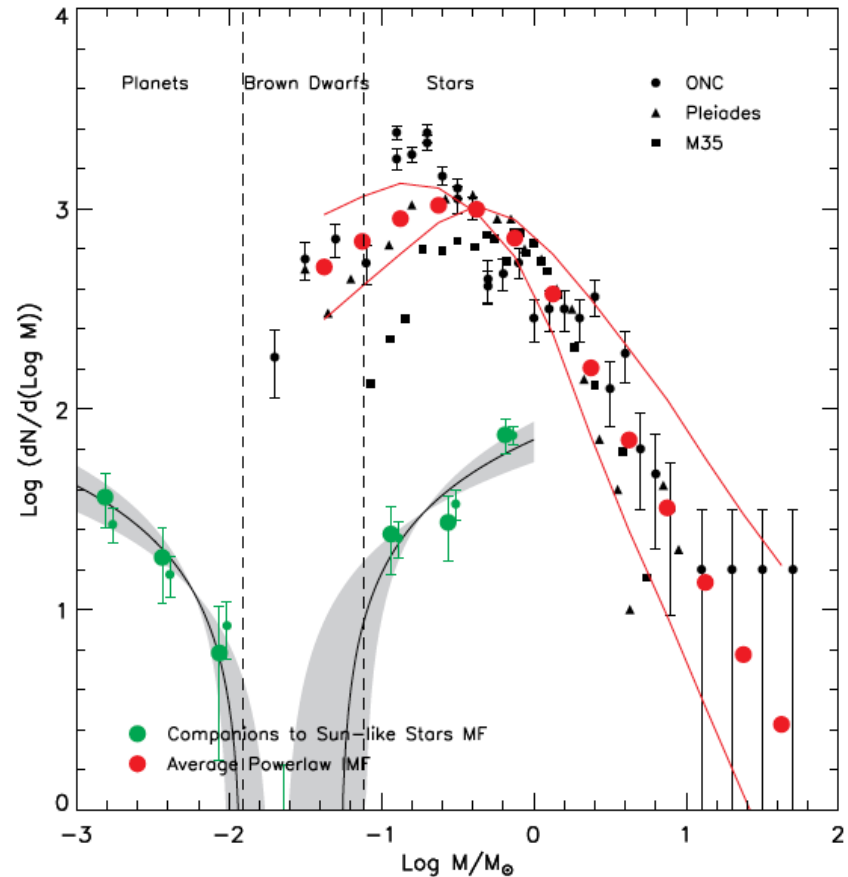 4
Planets Brown Dwarfs Stars
ONC
Pleiades
M35
3
Log (dN/d(Log M))
2
1
Companions to Sun-like Stars MF
Average Powerlaw IMF
0
-3 -2 -1 0 1 2
Log M/M☉